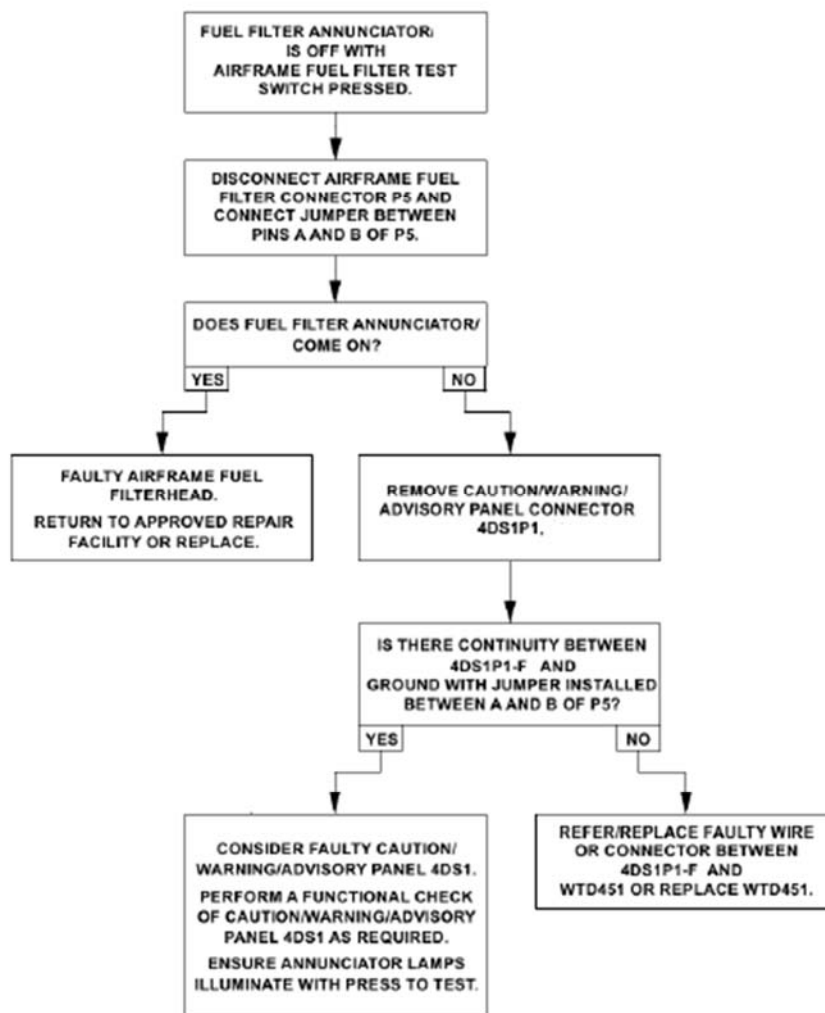 FUEL FILTER ANNUNCIATOR/
IS OFF WITH
AIRFRAME FUEL FILTER TEST
SWITCH PRESSED.
DISCONNECT AIRFRAME FUEL
FILTER CONNECTOR P5 AND
CONNECT JUMPER BETWEEN
PINS A AND B OF P5.
DOES FUEL FILTER ANNUNCIATOR/
COME ON?
YES
NO
FAULTY AIRFRAME FUEL
FILTERHEAD.
RETURN TO APPROVED REPAIR
FACILITY OR REPLACE.
REMOVE CAUTION/WARNING/
ADVISORY PANEL CONNECTOR
4DS1P1.
IS THERE CONTINUITY BETWEEN
4DS1P1-F AND
GROUND WITH JUMPER INSTALLED
BETWEEN A AND B OF P5?
YES
NO
CONSIDER FAULTY CAUTION/
WARNING/ADVISORY PANEL 4DS1.
PERFORM A FUNCTIONAL CHECK
OF CAUTION/WARNING/ADVISORY
PANEL 4DS1 AS REQUIRED.
ENSURE ANNUNCIATOR LAMPS
ILLUMINATE WITH PRESS TO TEST.
REFER/REPLACE FAULTY WIRE
OR CONNECTOR BETWEEN
4DS1P1-F AND
WTD451 OR REPLACE WTD451.